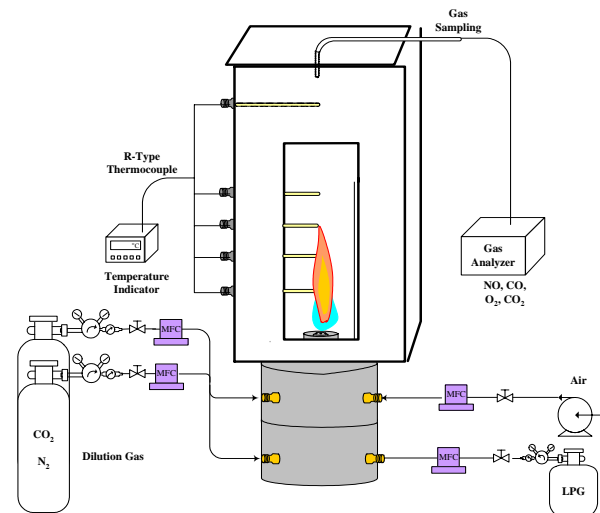 Gas
Sampling
R-Type
Thermocouple
°C
Temperature
Indicator
Gas
Analyzer
NO, CO,
O₂, CO₂
MFC
MFC
CO₂
N₂
Dilution Gas
Air
MFC
MFC
LPG